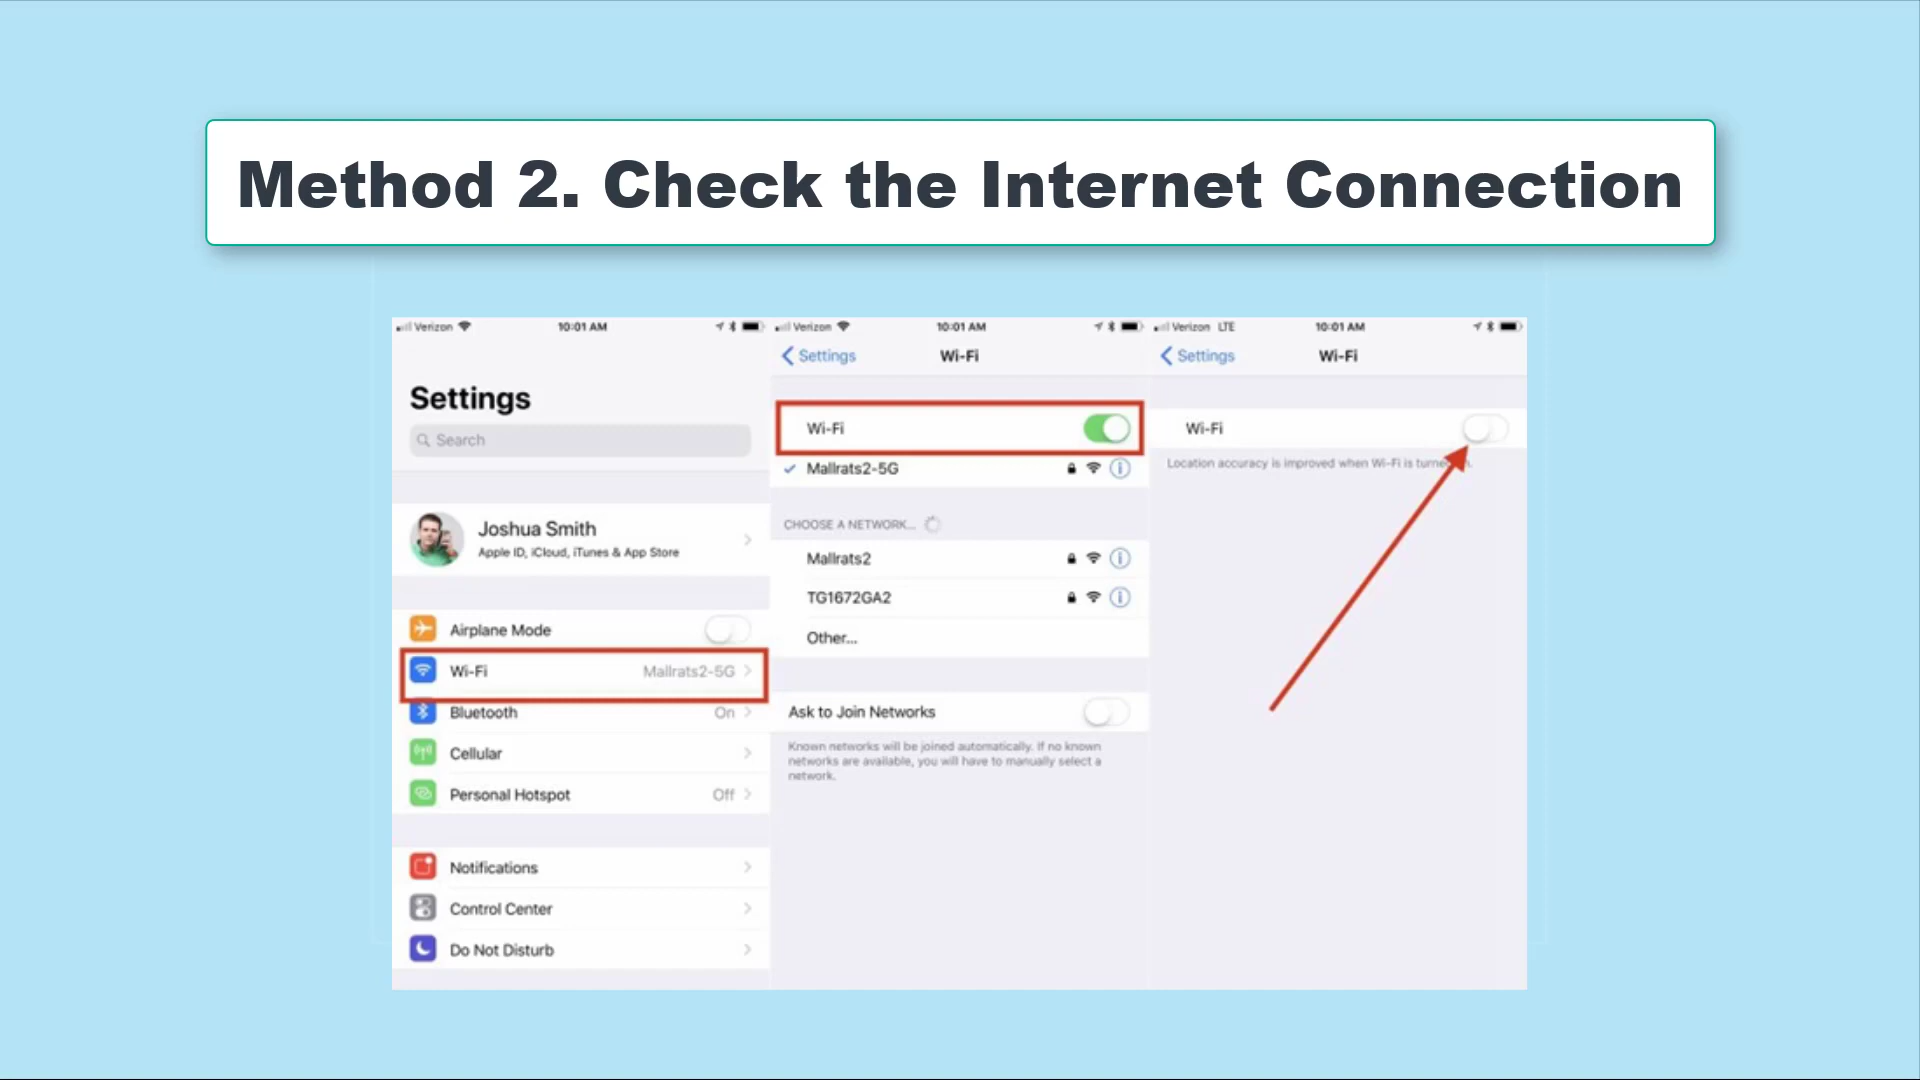 Method 2. Check the Internet Connection
Verizon 10:01 AM
Settings
Search
Joshua Smith
Apple ID, iCloud, iTunes & App Store
Airplane Mode
Wi-Fi Mallrats2-5G
Bluetooth On
Cellular
Personal Hotspot Off
Notifications
Control Center
Do Not Disturb
Verizon 10:01 AM
Settings Wi-Fi
Wi-Fi
Mallrats2-5G
CHOOSE A NETWORK...
Mallrats2
TG1672GA2
Other...
Ask to Join Networks
Known networks will be joined automatically. If no known
networks are available, you will have to manually select a
network.
Verizon LTE 10:01 AM
Settings Wi-Fi
Wi-Fi
Location accuracy is improved when Wi-Fi is